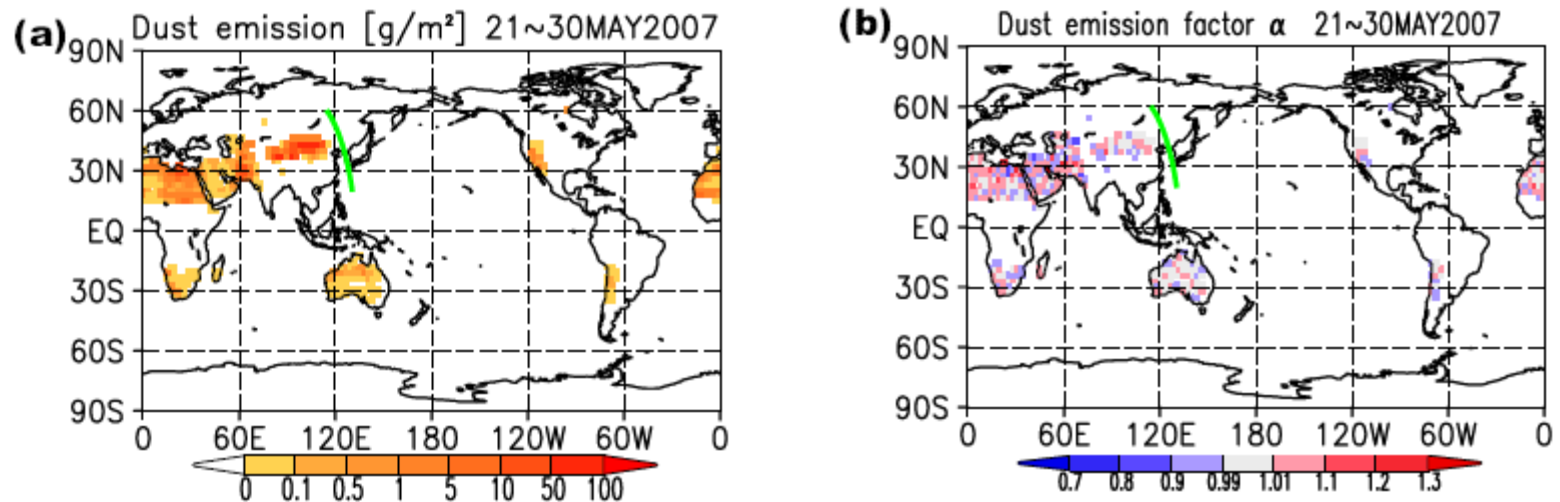 (a) Dust emission [g/m²] 21~30MAY2007
90N
60N
30N
EQ
30S
60S
90S
0 60E 120E 180 120W 60W 0
0 0.1 0.5 1 5 10 50 100
(b) Dust emission factor α 21~30MAY2007
90N
60N
30N
EQ
30S
60S
90S
0 60E 120E 180 120W 60W 0
0.7 0.8 0.9 0.99 1.01 1.1 1.2 1.3